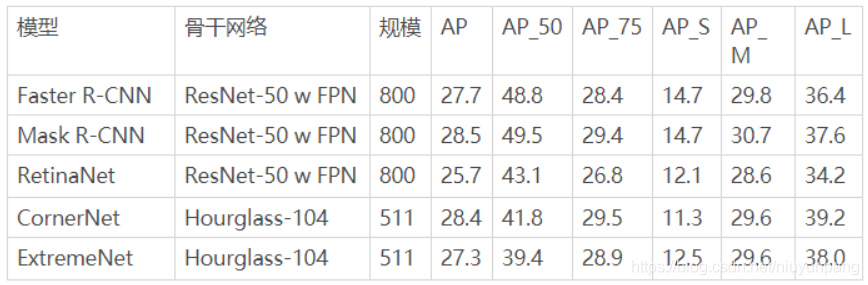 模型 骨干网络 规模 AP AP_50 AP_75 AP_S AP_M AP_L
Faster R-CNN ResNet-50 w FPN 800 27.7 48.8 28.4 14.7 29.8 36.4
Mask R-CNN ResNet-50 w FPN 800 28.5 49.5 29.4 14.7 30.7 37.6
RetinaNet ResNet-50 w FPN 800 25.7 43.1 26.8 12.1 28.6 34.2
CornerNet Hourglass-104 511 28.4 41.8 29.5 11.3 29.6 39.2
ExtremeNet Hourglass-104 511 27.3 39.4 28.9 12.5 29.6 38.0
https://blog.csdn.net/niuyunpang